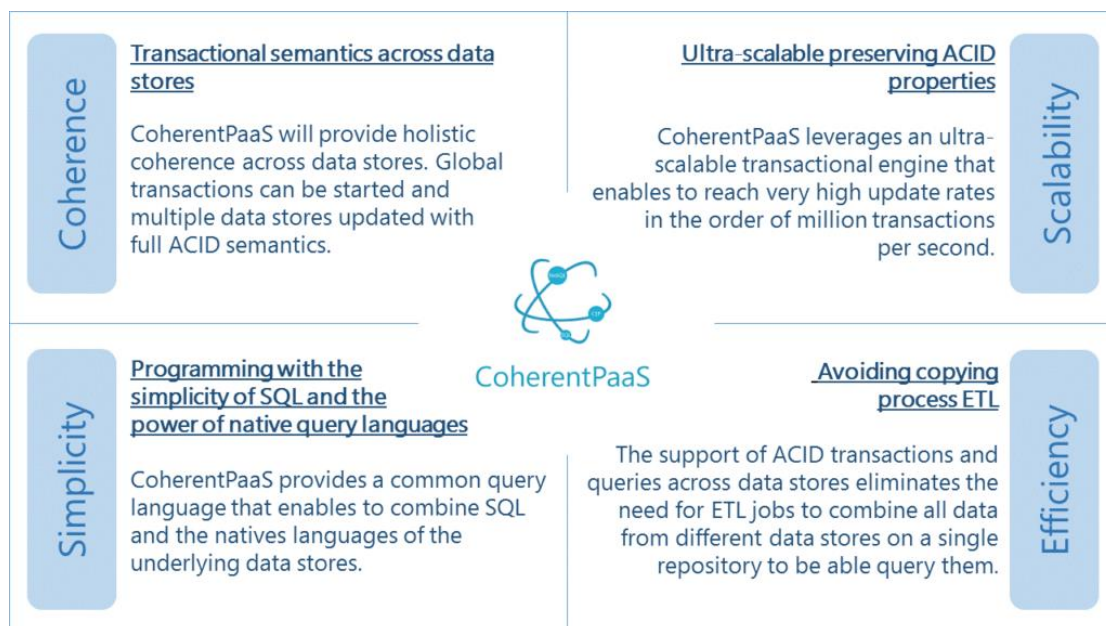 Coherence
Transactional semantics across data
stores
CoherentPaaS will provide holistic
coherence across data stores. Global
transactions can be started and
multiple data stores updated with
full ACID semantics.
Ultra-scalable preserving ACID
properties
CoherentPaaS leverages an ultra-
scalable transactional engine that
enables to reach very high update rates
in the order of million transactions
per second.
Scalability
CoherentPaaS
Simplicity
Programming with the
simplicity of SQL and the
power of native query languages
CoherentPaaS provides a common query
language that enables to combine SQL
and the natives languages of the
underlying data stores.
Avoiding copying
process ETL
The support of ACID transactions and
queries across data stores eliminates the
need for ETL jobs to combine all data
from different data stores on a single
repository to be able query them.
Efficiency